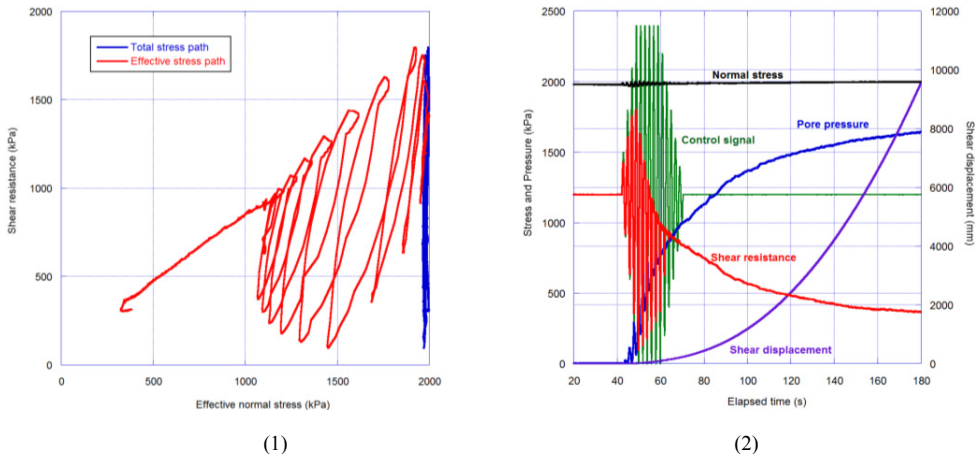 2000
1500
1000
500
0
Shear resistance (kPa)
Total stress path
Effective stress path
0
500
1000
1500
2000
Effective normal stress (kPa)
(1)
2500
2000
1500
1000
500
0
Stress and Pressure (kPa)
Normal stress
Pore pressure
Control signal
Shear resistance
Shear displacement
12000
10000
8000
6000
4000
2000
0
Shear displacement (mm)
20
40
60
80
100
120
140
160
180
Elapsed time (s)
(2)